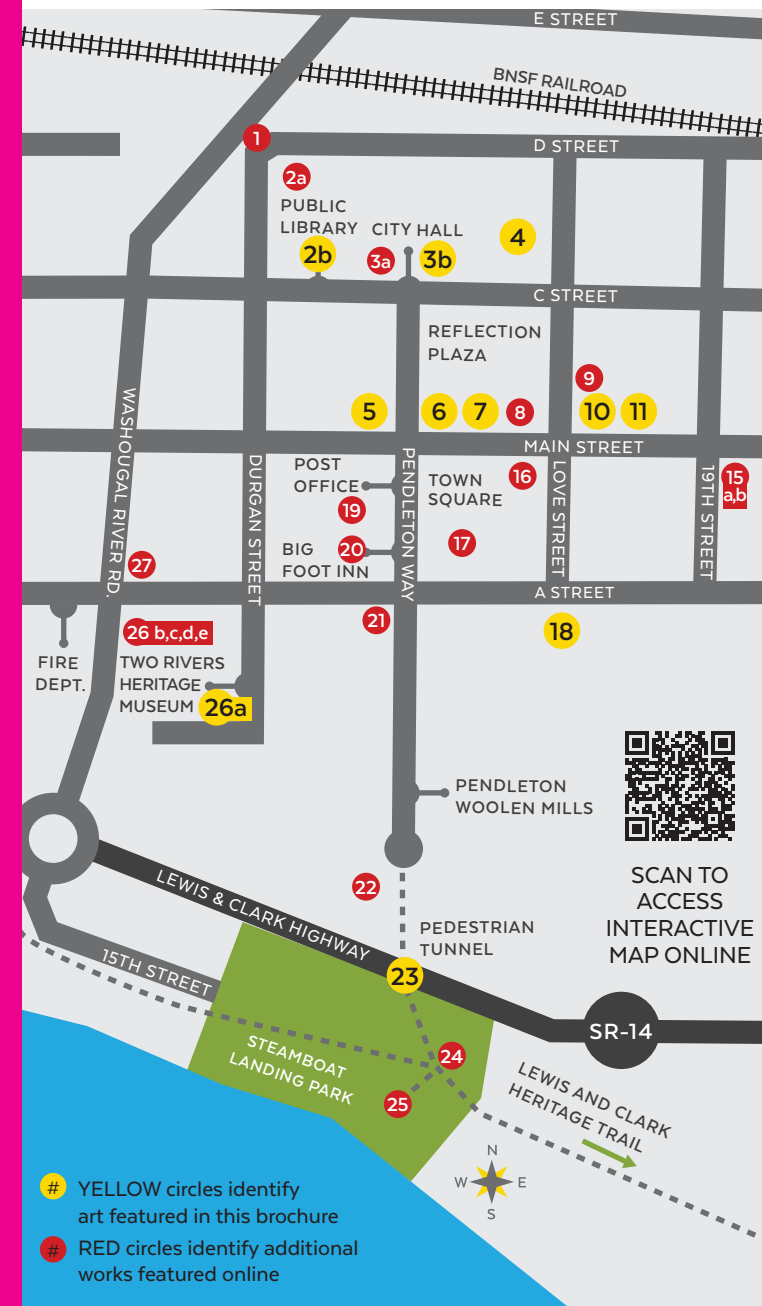 E STREET
BNSF RAILROAD
1
D STREET
2a
PUBLIC
LIBRARY
2b
CITY HALL
3a
3b
4
C STREET
REFLECTION
PLAZA
5
6
7
8
9
10
11
MAIN STREET
WASHOUGAL RIVER RD.
DURGAN STREET
PENDLETON WAY
LOVE STREET
19TH STREET
POST
OFFICE
19
TOWN
SQUARE
16
15
a,b
BIG
FOOT INN
20
17
27
A STREET
26 b,c,d,e
21
18
FIRE
DEPT.
TWO RIVERS
HERITAGE
MUSEUM
26a
PENDLETON
WOOLEN MILLS
SCAN TO
ACCESS
INTERACTIVE
MAP ONLINE
22
LEWIS & CLARK HIGHWAY
PEDESTRIAN
TUNNEL
23
15TH STREET
SR-14
STEAMBOAT
LANDING PARK
24
25
LEWIS AND CLARK
HERITAGE TRAIL
N
W E
S
# YELLOW circles identify
art featured in this brochure
# RED circles identify additional
works featured online